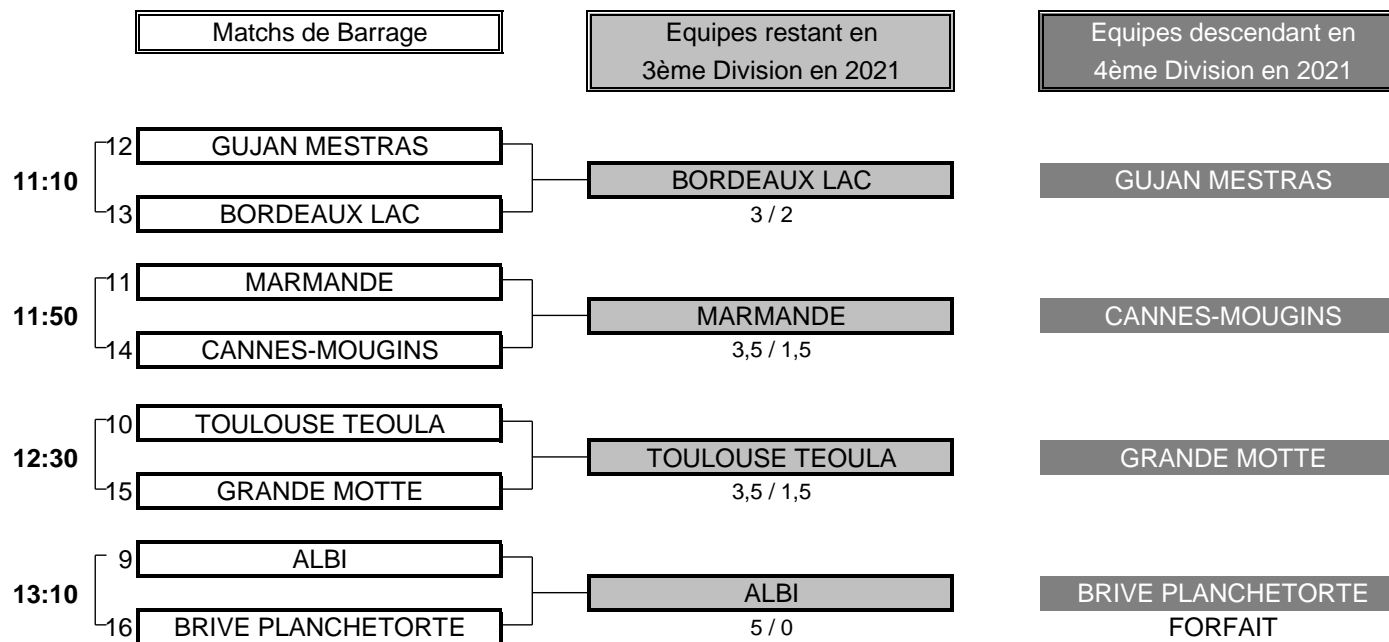 Matchs de Barrage
Equipes restant en
3ème Division en 2021
Equipes descendant en
4ème Division en 2021
11:10
12 GUJAN MESTRAS
13 BORDEAUX LAC
BORDEAUX LAC
3 / 2
GUJAN MESTRAS
11:50
11 MARMANDE
14 CANNES-MOUGINS
MARMANDE
3,5 / 1,5
CANNES-MOUGINS
12:30
10 TOULOUSE TEOULA
15 GRANDE MOTTE
TOULOUSE TEOULA
3,5 / 1,5
GRANDE MOTTE
13:10
9 ALBI
16 BRIVE PLANCHETORTE
ALBI
5 / 0
BRIVE PLANCHETORTE
FORFAIT